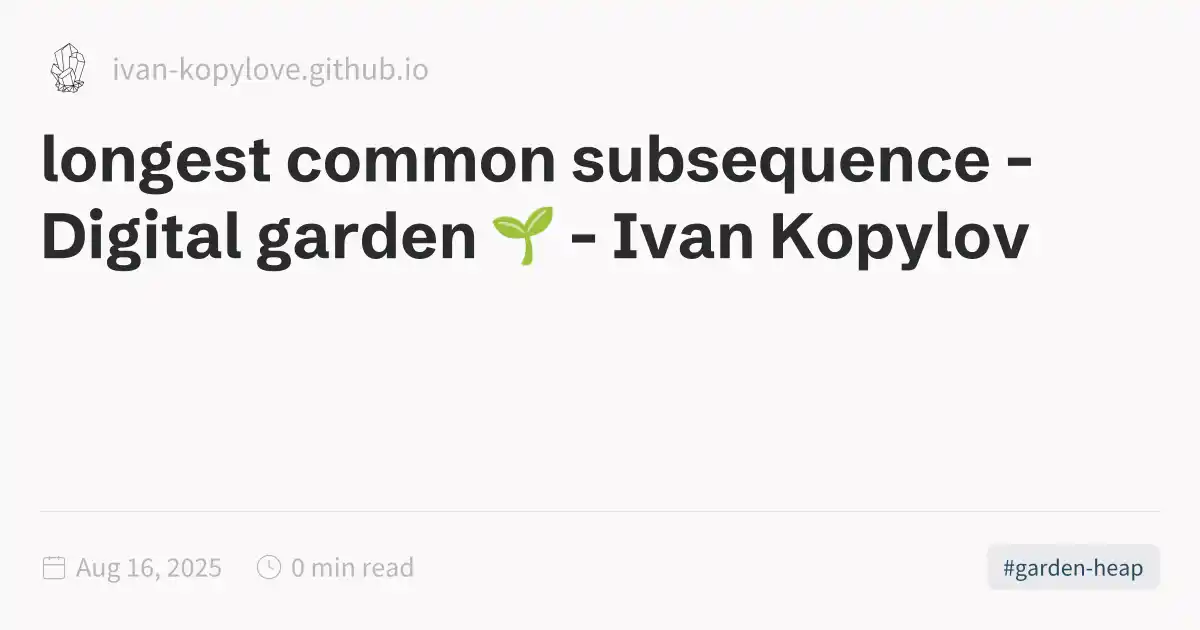 ivan-kopylove.github.io
longest common subsequence -
Digital garden 🌱 - Ivan Kopylov
Aug 16, 2025
0 min read
#garden-heap